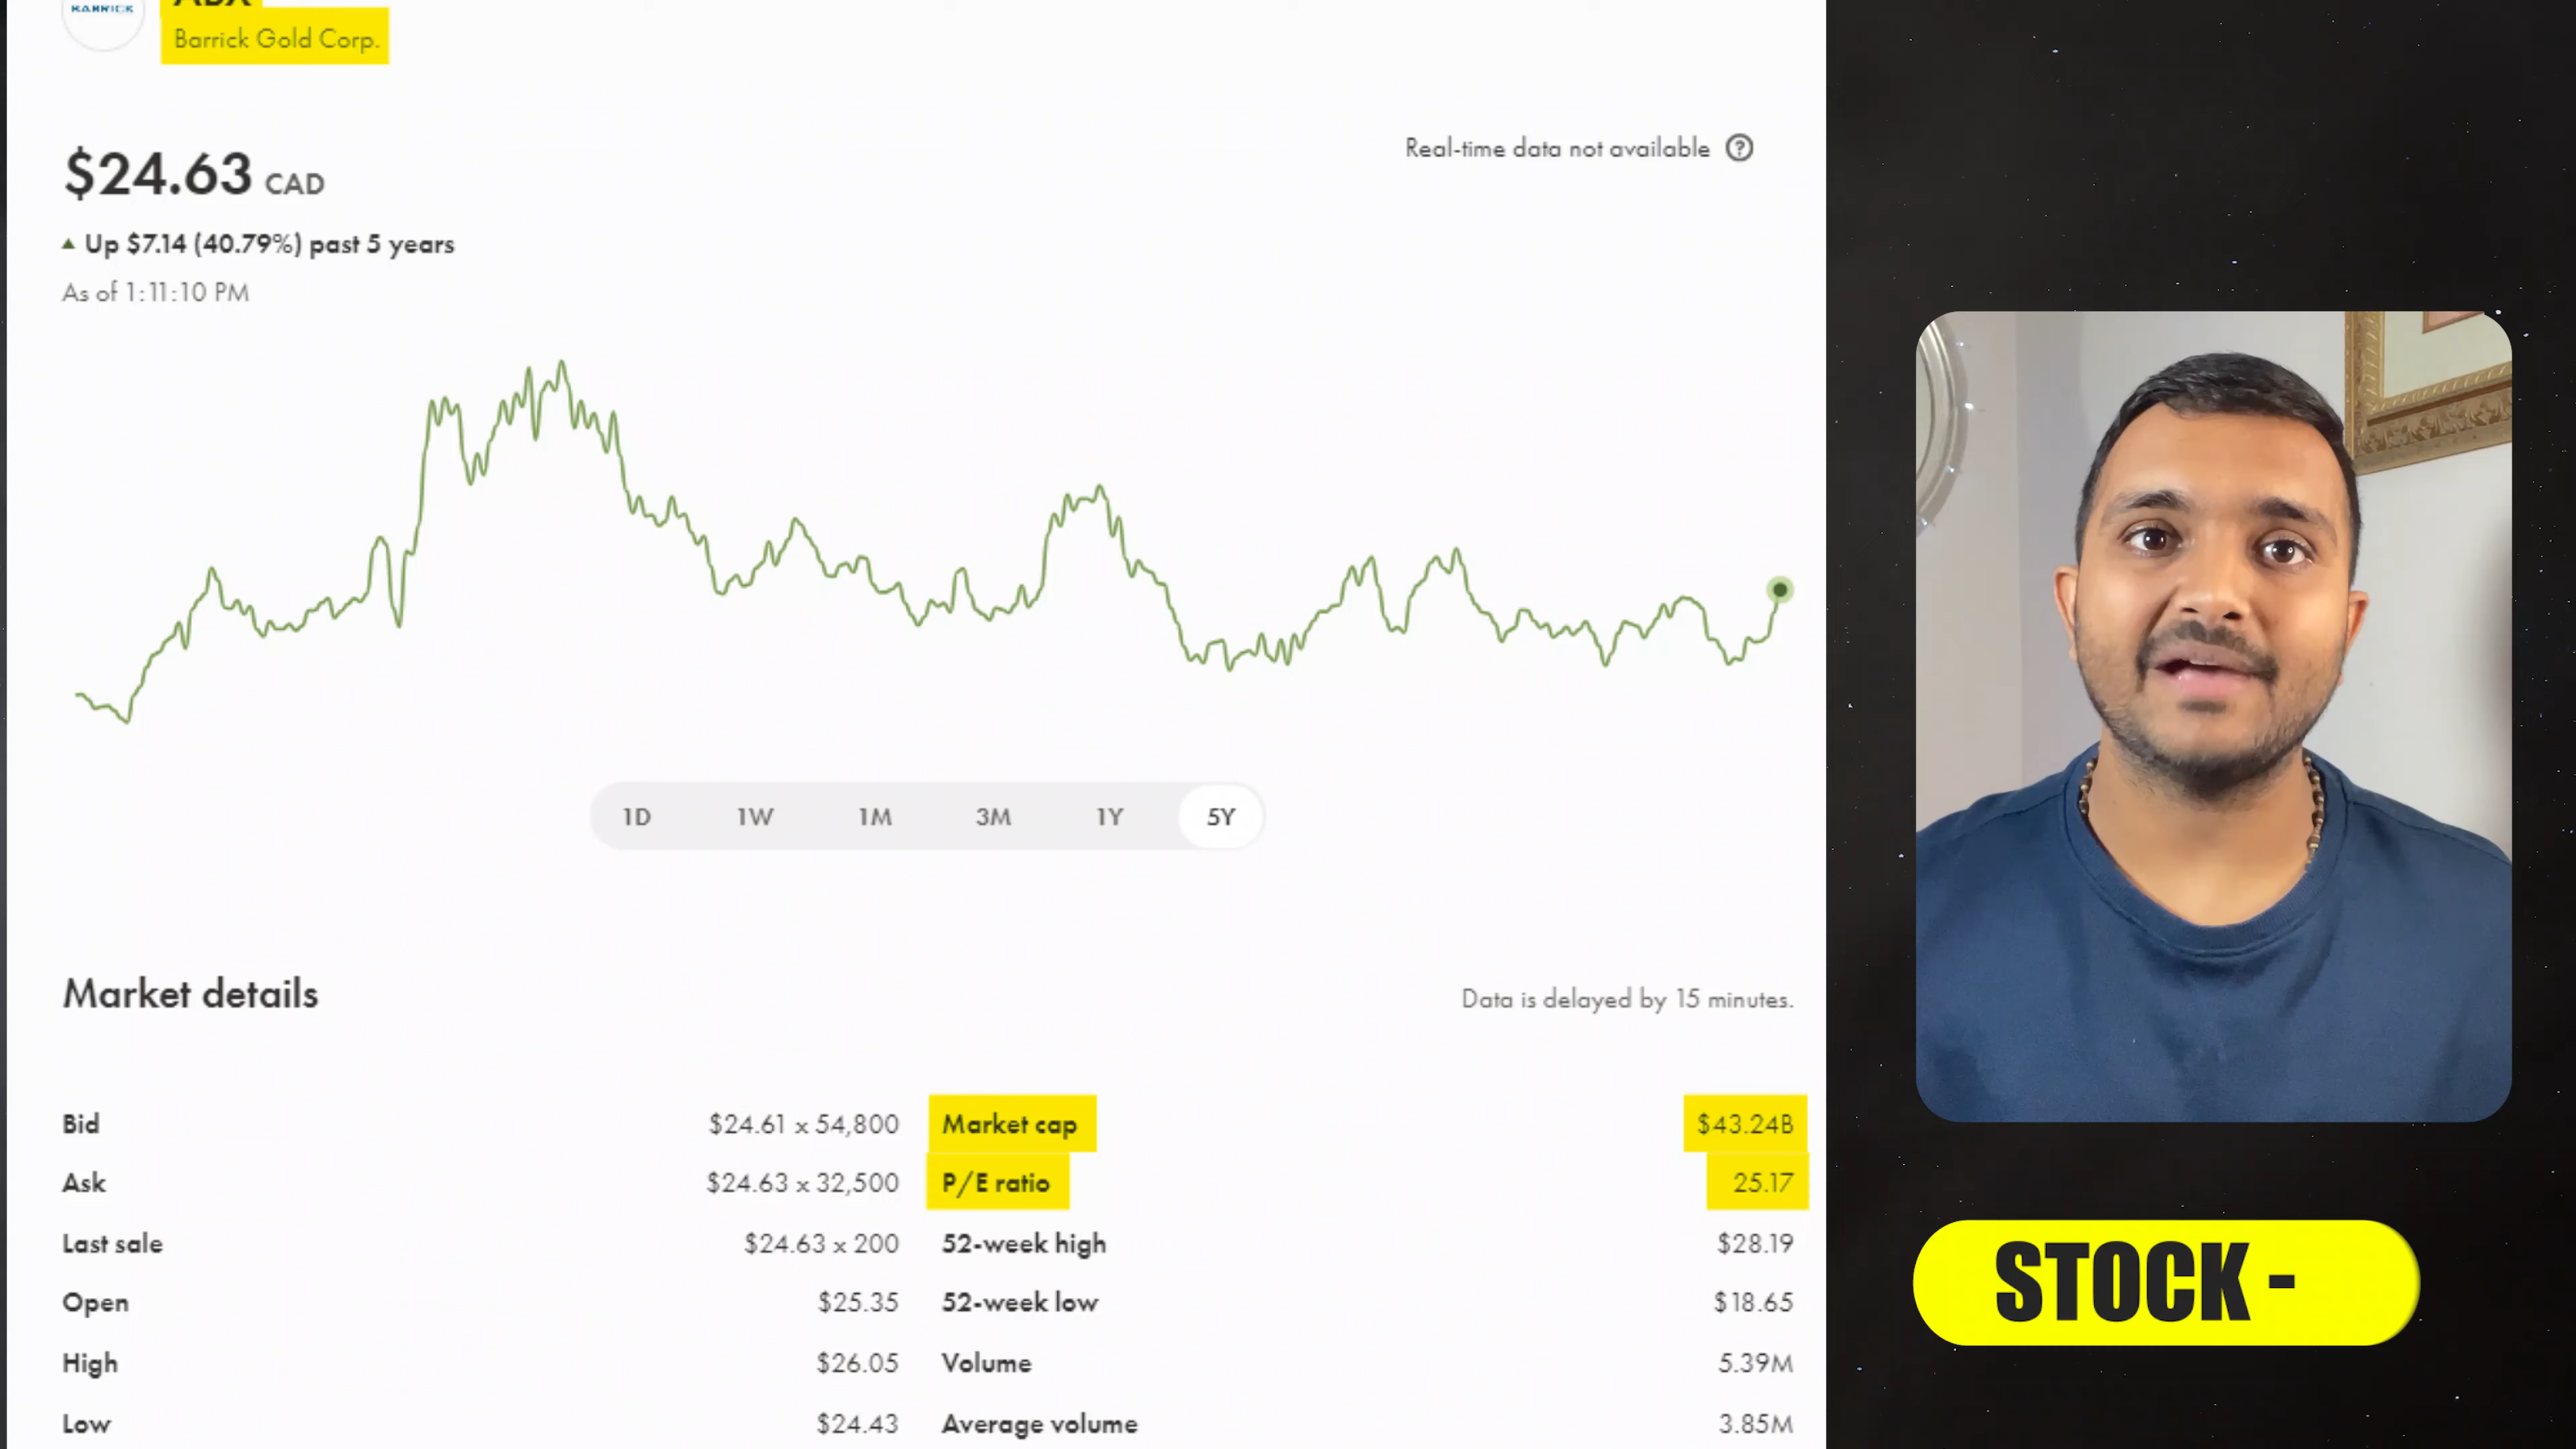 BARRICK
ABX
Barrick Gold Corp.
$24.63 CAD
Real-time data not available ?
Up $7.14 (40.79%) past 5 years
As of 1:11:10 PM
1D 1W 1M 3M 1Y 5Y
Market details
Data is delayed by 15 minutes.
Bid $24.61 x 54,800 Market cap $43.24B
Ask $24.63 x 32,500 P/E ratio 25.17
Last sale $24.63 x 200 52-week high $28.19
Open $25.35 52-week low $18.65
High $26.05 Volume 5.39M
Low $24.43 Average volume 3.85M
STOCK -